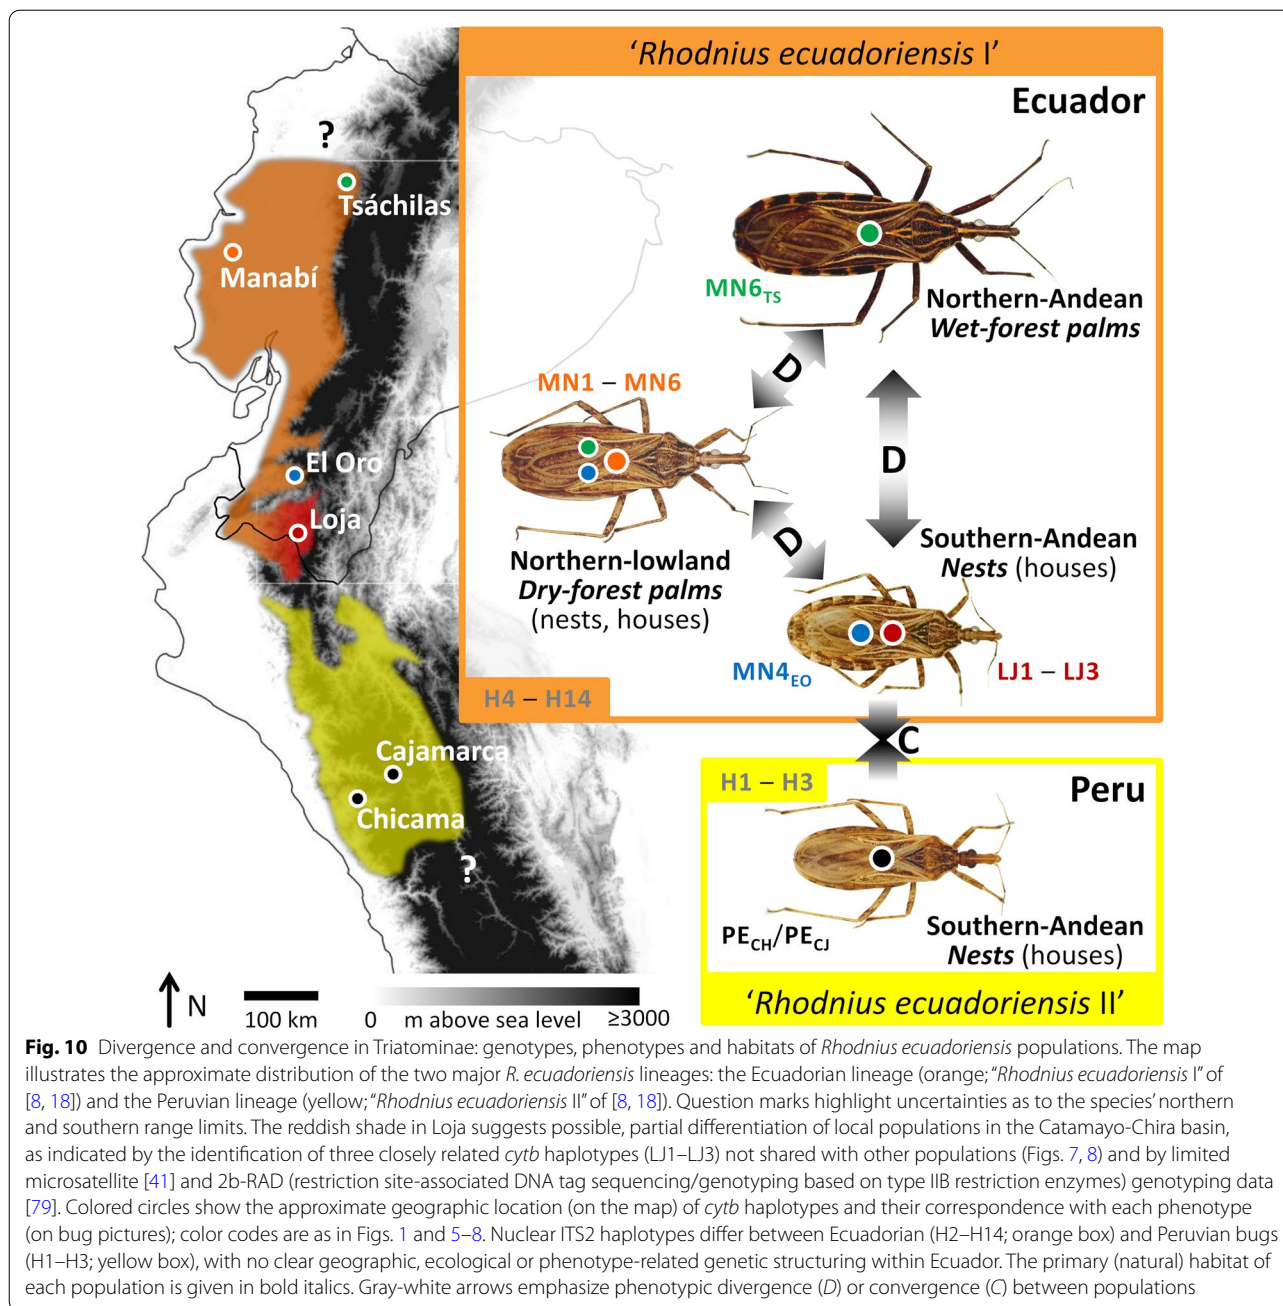 'Rhodnius ecuadoriensis I'
Ecuador
?
Tsáchilas
Manabí
MN6TS
Northern-Andean
Wet-forest palms
D
MN1 – MN6
D
El Oro
Loja
D
Northern-lowland
Dry-forest palms
(nests, houses)
Southern-Andean
Nests (houses)
MN4EO
LJ1 – LJ3
H4 – H14
C
Cajamarca
Chicama
?
H1 – H3
Peru
PECH/PECJ
Southern-Andean
Nests (houses)
'Rhodnius ecuadoriensis II'
N
100 km
0 m above sea level ≥3000
Fig. 10 Divergence and convergence in Triatominae: genotypes, phenotypes and habitats of Rhodnius ecuadoriensis populations. The map
illustrates the approximate distribution of the two major R. ecuadoriensis lineages: the Ecuadorian lineage (orange; "Rhodnius ecuadoriensis I" of
[8, 18]) and the Peruvian lineage (yellow; "Rhodnius ecuadoriensis II" of [8, 18]). Question marks highlight uncertainties as to the species' northern
and southern range limits. The reddish shade in Loja suggests possible, partial differentiation of local populations in the Catamayo-Chira basin,
as indicated by the identification of three closely related cytb haplotypes (LJ1–LJ3) not shared with other populations (Figs. 7, 8) and by limited
microsatellite [41] and 2b-RAD (restriction site-associated DNA tag sequencing/genotyping based on type IIB restriction enzymes) genotyping data
[79]. Colored circles show the approximate geographic location (on the map) of cytb haplotypes and their correspondence with each phenotype
(on bug pictures); color codes are as in Figs. 1 and 5–8. Nuclear ITS2 haplotypes differ between Ecuadorian (H2–H14; orange box) and Peruvian bugs
(H1–H3; yellow box), with no clear geographic, ecological or phenotype-related genetic structuring within Ecuador. The primary (natural) habitat of
each population is given in bold italics. Gray-white arrows emphasize phenotypic divergence (D) or convergence (C) between populations